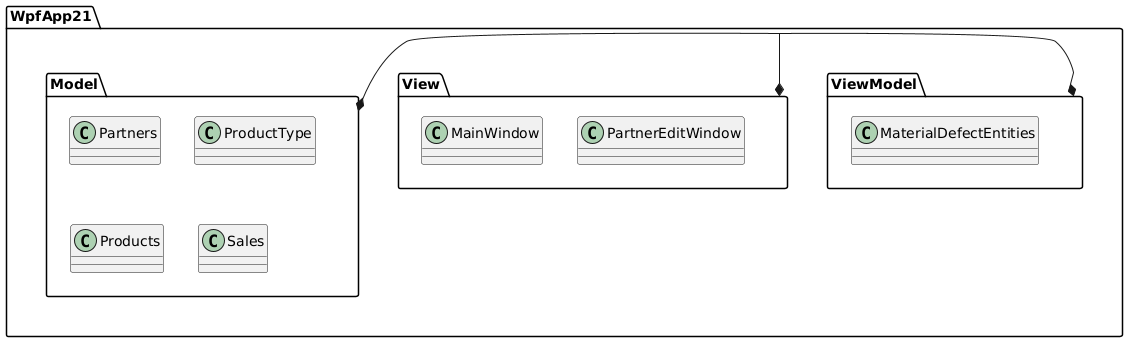 WpfApp21
Model
View
ViewModel
C Partners
C ProductType
C MainWindow
C PartnerEditWindow
C MaterialDefectEntities
C Products
C Sales